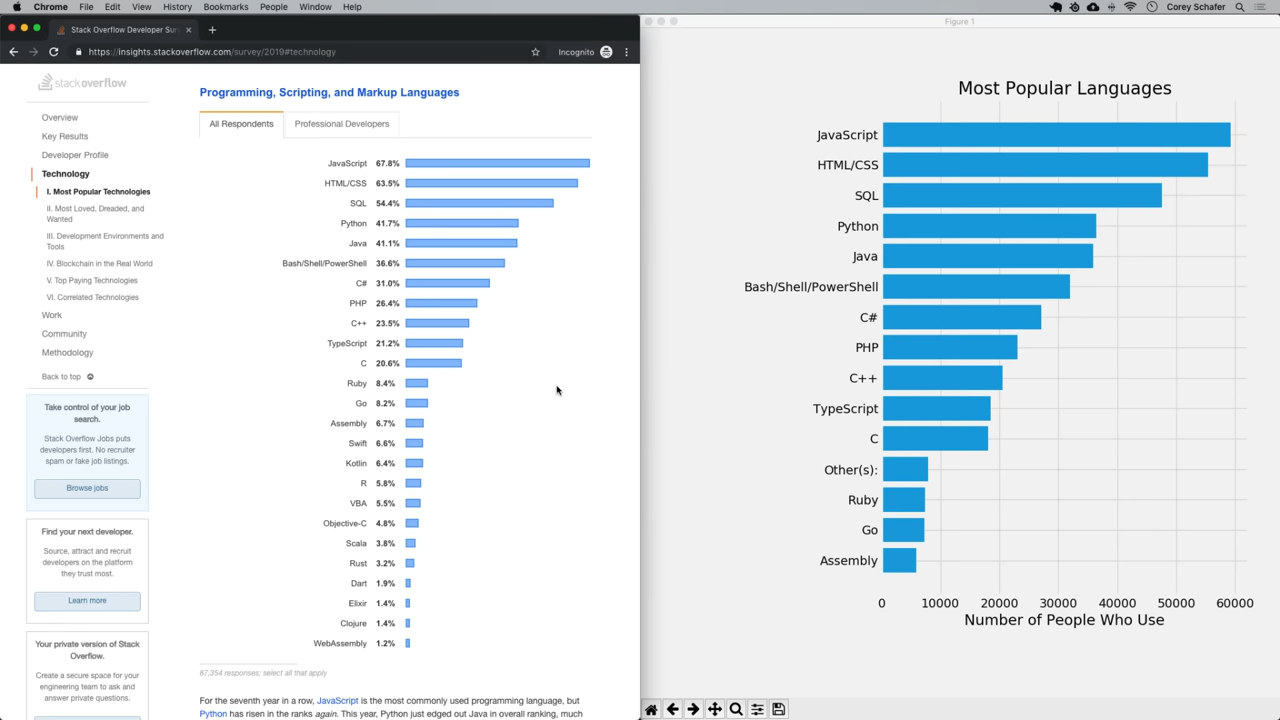 Chrome File Edit View History Bookmarks People Window Help Corey Schafer
Stack Overflow Developer Sur
https://insights.stackoverflow.com/survey/2019#technology
Incognito
stackoverflow
Overview
Key Results
Developer Profile
Technology
I. Most Popular Technologies
II. Most Loved, Dreaded, and
Wanted
III. Development Environments and
Tools
IV. Blockchain in the Real World
V. Top Paying Technologies
VI. Correlated Technologies
Work
Community
Methodology
Back to top
Take control of your job
search.
Stack Overflow Jobs puts
developers first. No recruiter
spam or fake job listings.
Browse jobs
Find your next developer.
Source, attract and recruit
developers on the platform
they trust most.
Learn more
Your private version of Stack
Overflow.
Create a secure space for your
engineering team to ask and
answer private questions.
Programming, Scripting, and Markup Languages
All Respondents Professional Developers
JavaScript 67.8%
HTML/CSS 63.5%
SQL 54.4%
Python 41.7%
Java 41.1%
Bash/Shell/PowerShell 36.6%
C# 31.0%
PHP 26.4%
C++ 23.5%
TypeScript 21.2%
C 20.6%
Ruby 8.4%
Go 8.2%
Assembly 6.7%
Swift 6.6%
Kotlin 6.4%
R 5.8%
VBA 5.5%
Objective-C 4.8%
Scala 3.8%
Rust 3.2%
Dart 1.9%
Elixir 1.4%
Clojure 1.4%
WebAssembly 1.2%
87,354 responses; select all that apply
For the seventh year in a row, JavaScript is the most commonly used programming language, but
Python has risen in the ranks again. This year, Python just edged out Java in overall ranking, much
Figure 1
Most Popular Languages
JavaScript
HTML/CSS
SQL
Python
Java
Bash/Shell/PowerShell
C#
PHP
C++
TypeScript
C
Other(s):
Ruby
Go
Assembly
0 10000 20000 30000 40000 50000 60000
Number of People Who Use